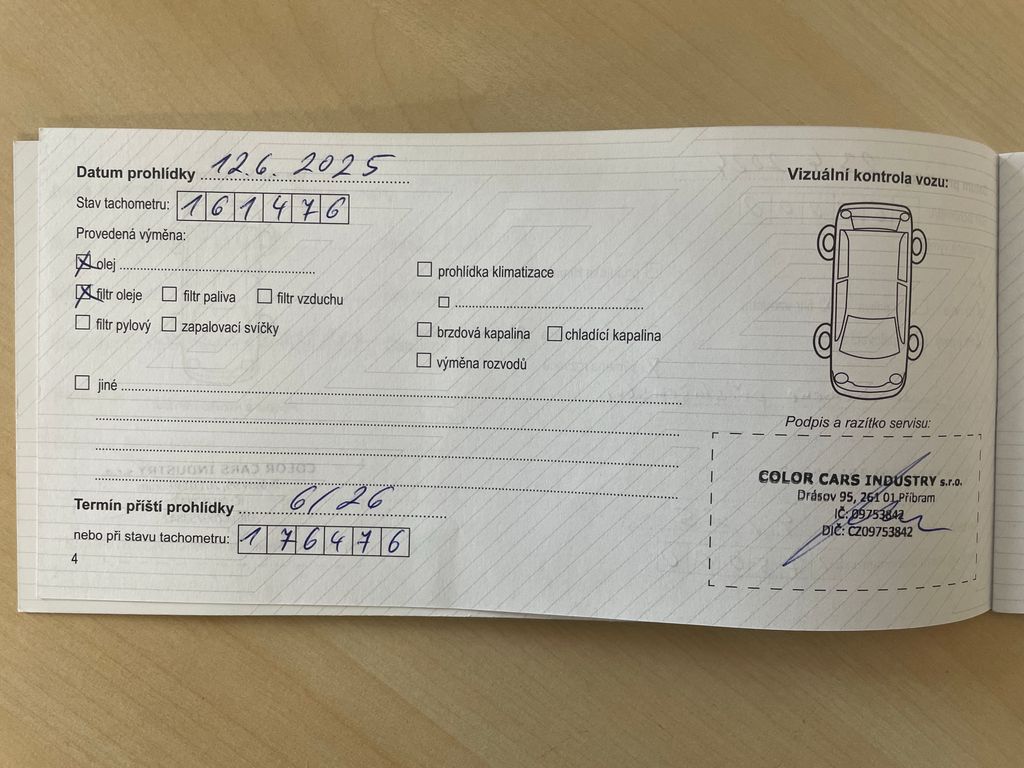 Datum prohlídky 12.6. 2025
Stav tachometru: 161476
Provedená výměna:
☒ olej
☒ filtr oleje ☐ filtr paliva ☐ filtr vzduchu
☐ filtr pylový ☐ zapalovací svíčky
☐ prohlídka klimatizace
☐
☐ brzdová kapalina ☐ chladící kapalina
☐ výměna rozvodů
☐ jiné
Termín příští prohlídky 6/26
nebo při stavu tachometru: 176476
4
Vizuální kontrola vozu:
Podpis a razítko servisu:
COLOR CARS INDUSTRY s.r.o.
Drásov 95, 261 01 Příbram
IČ: 09753842
DIČ: CZ09753842